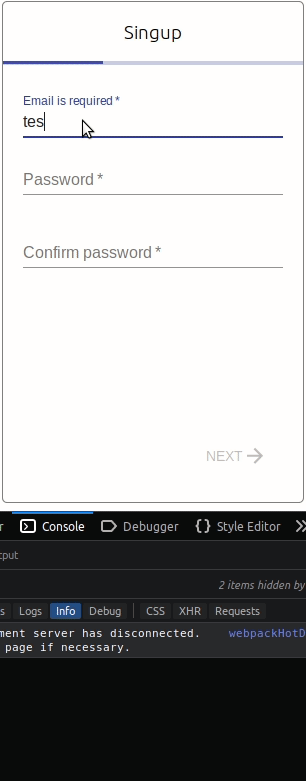 Singup
Email is required *
tes
Password *
Confirm password *
NEXT
r Console Debugger Style Editor
tput
2 items hidden by
s Logs Info Debug CSS XHR Requests
ment server has disconnected. webpackHotD
page if necessary.